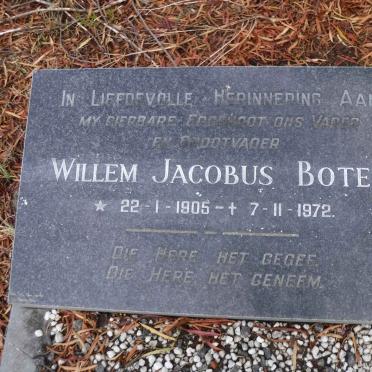 IN LIEFDEVOLLE HERINNERING AAN
MY DIERBARE EGGENOOT ONS VADER
EN GROOTVADER
WILLEM JACOBUS BOTE
* 22-1-1905 - † 7-11-1972.
DIE HERE HET GEGEE.
DIE HERE HET GENEEM.